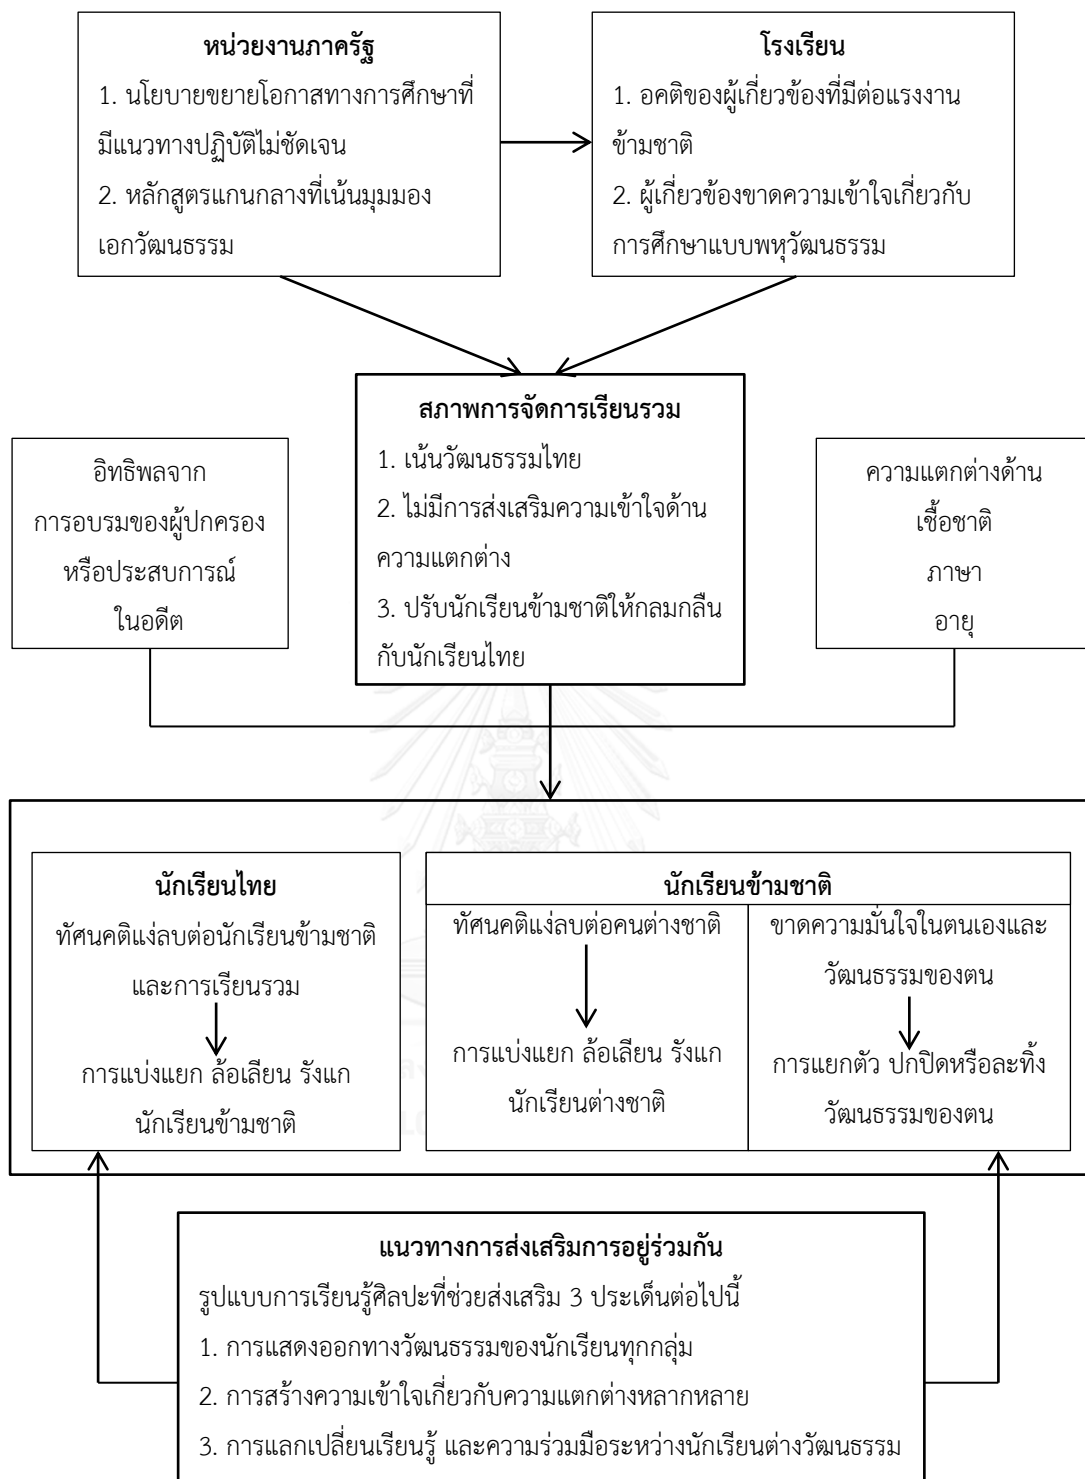 หน่วยงานภาครัฐ
1. นโยบายขยายโอกาสทางการศึกษาที่
มีแนวทางปฏิบัติไม่ชัดเจน
2. หลักสูตรแกนกลางที่เน้นมุมมอง
เอกวัฒนธรรม
โรงเรียน
1. อคติของผู้เกี่ยวข้องที่มีต่อแรงงาน
ข้ามชาติ
2. ผู้เกี่ยวข้องขาดความเข้าใจเกี่ยวกับ
การศึกษาแบบพหุวัฒนธรรม
สภาพการจัดการเรียนรวม
1. เน้นวัฒนธรรมไทย
2. ไม่มีการส่งเสริมความเข้าใจด้าน
ความแตกต่าง
3. ปรับนักเรียนข้ามชาติให้กลมกลืน
กับนักเรียนไทย
อิทธิพลจาก
การอบรมของผู้ปกครอง
หรือประสบการณ์
ในอดีต
ความแตกต่างด้าน
เชื้อชาติ
ภาษา
อายุ
นักเรียนไทย
ทัศนคติแง่ลบต่อนักเรียนข้ามชาติ
และการเรียนรวม
การแบ่งแยก ล้อเลียน รังแก
นักเรียนข้ามชาติ
นักเรียนข้ามชาติ
ทัศนคติแง่ลบต่อคนต่างชาติ
การแบ่งแยก ล้อเลียน รังแก
นักเรียนต่างชาติ
ขาดความมั่นใจในตนเองและ
วัฒนธรรมของตน
การแยกตัว ปกปิดหรือละทิ้ง
วัฒนธรรมของตน
แนวทางการส่งเสริมการอยู่ร่วมกัน
รูปแบบการเรียนรู้ศิลปะที่ช่วยส่งเสริม 3 ประเด็นต่อไปนี้
1. การแสดงออกทางวัฒนธรรมของนักเรียนทุกกลุ่ม
2. การสร้างความเข้าใจเกี่ยวกับความแตกต่างหลากหลาย
3. การแลกเปลี่ยนเรียนรู้ และความร่วมมือระหว่างนักเรียนต่างวัฒนธรรม